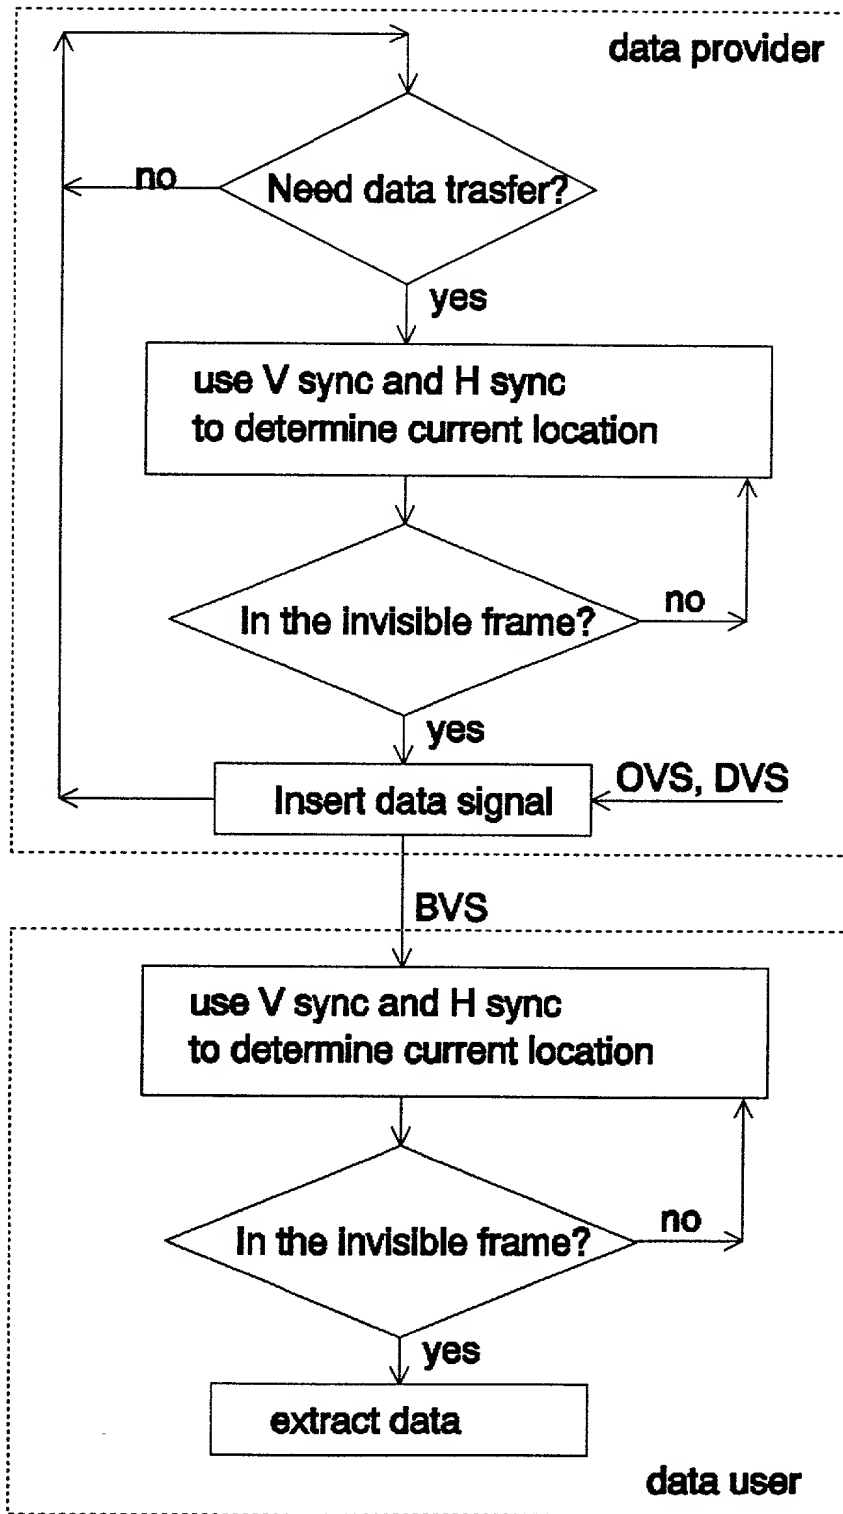 data provider
no
Need data trasfer?
yes
use V sync and H sync
to determine current location
In the invisible frame?
no
yes
OVS, DVS
Insert data signal
BVS
use V sync and H sync
to determine current location
In the invisible frame?
no
yes
extract data
data user